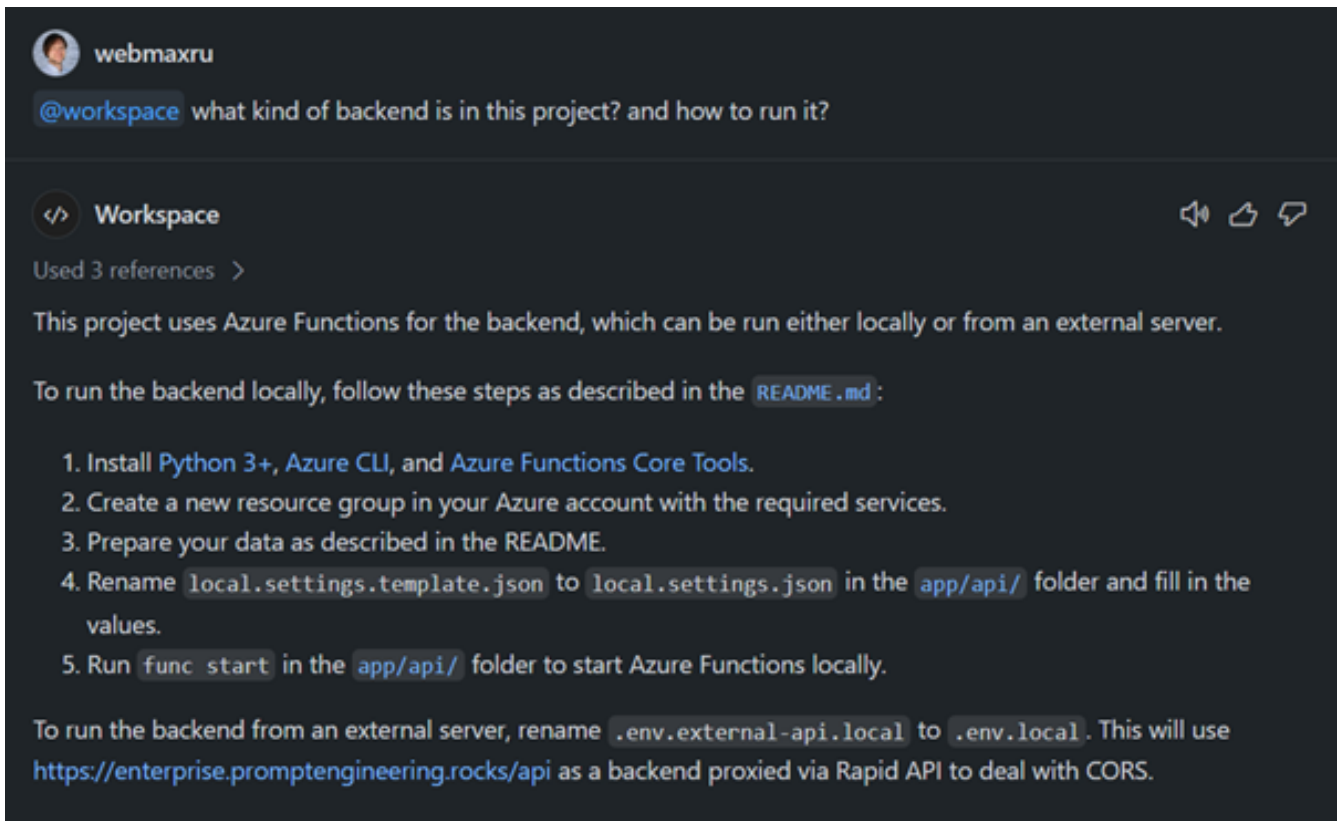 webmaxru
@workspace what kind of backend is in this project? and how to run it?
Workspace
Used 3 references >
This project uses Azure Functions for the backend, which can be run either locally or from an external server.
To run the backend locally, follow these steps as described in the README.md:
1. Install Python 3+, Azure CLI, and Azure Functions Core Tools.
2. Create a new resource group in your Azure account with the required services.
3. Prepare your data as described in the README.
4. Rename local.settings.template.json to local.settings.json in the app/api/ folder and fill in the
values.
5. Run func start in the app/api/ folder to start Azure Functions locally.
To run the backend from an external server, rename .env.external-api.local to .env.local. This will use
https://enterprise.promptengineering.rocks/api as a backend proxied via Rapid API to deal with CORS.